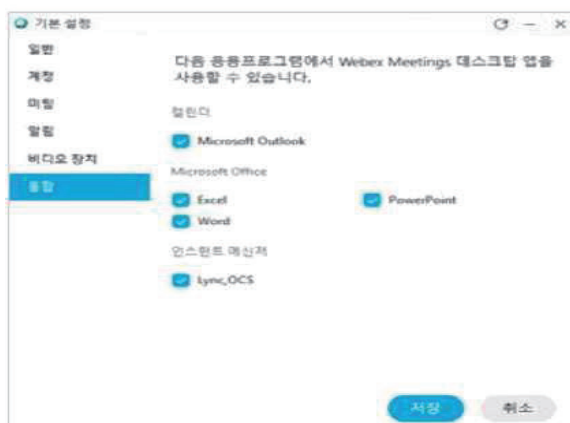 기본 설정
일반
계정
미팅
알림
비디오 장치
통합
다음 응용프로그램에서 Webex Meetings 데스크탑 앱을
사용할 수 있습니다.
캘린더
Microsoft Outlook
Microsoft Office
Excel
PowerPoint
Word
인스턴트 메신저
Lync,OCS
저장
취소